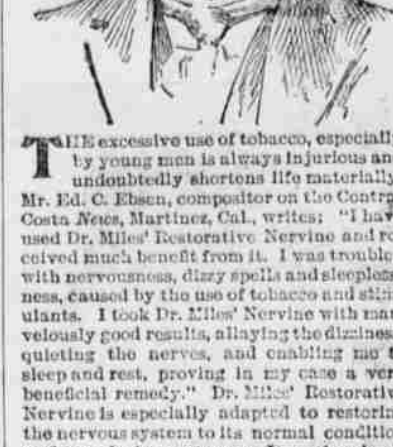 THE excessive use of tobacco, especially
by young men is always injurious an
undoubtedly shortens life materially
Mr. Ed. C. Ebsen, compositor on the Contra
Costa News, Martinez, Cal., writes: "I hav
used Dr. Miles' Restorative Nervine and re
ceived much benefit from it. I was trouble
with nervousness, dizzy spells and sleepless
ness, caused by the use of tobacco and stim
ulants. I took Dr. Miles' Nervine with mar
velously good results, allaying the dizzines
quieting the nerves, and enabling me t
sleep and rest, proving in my case a ver
beneficial remedy." Dr. Miles' Restorativ
Nervine is especially adapted to restorin
the nervous system to its normal conditio